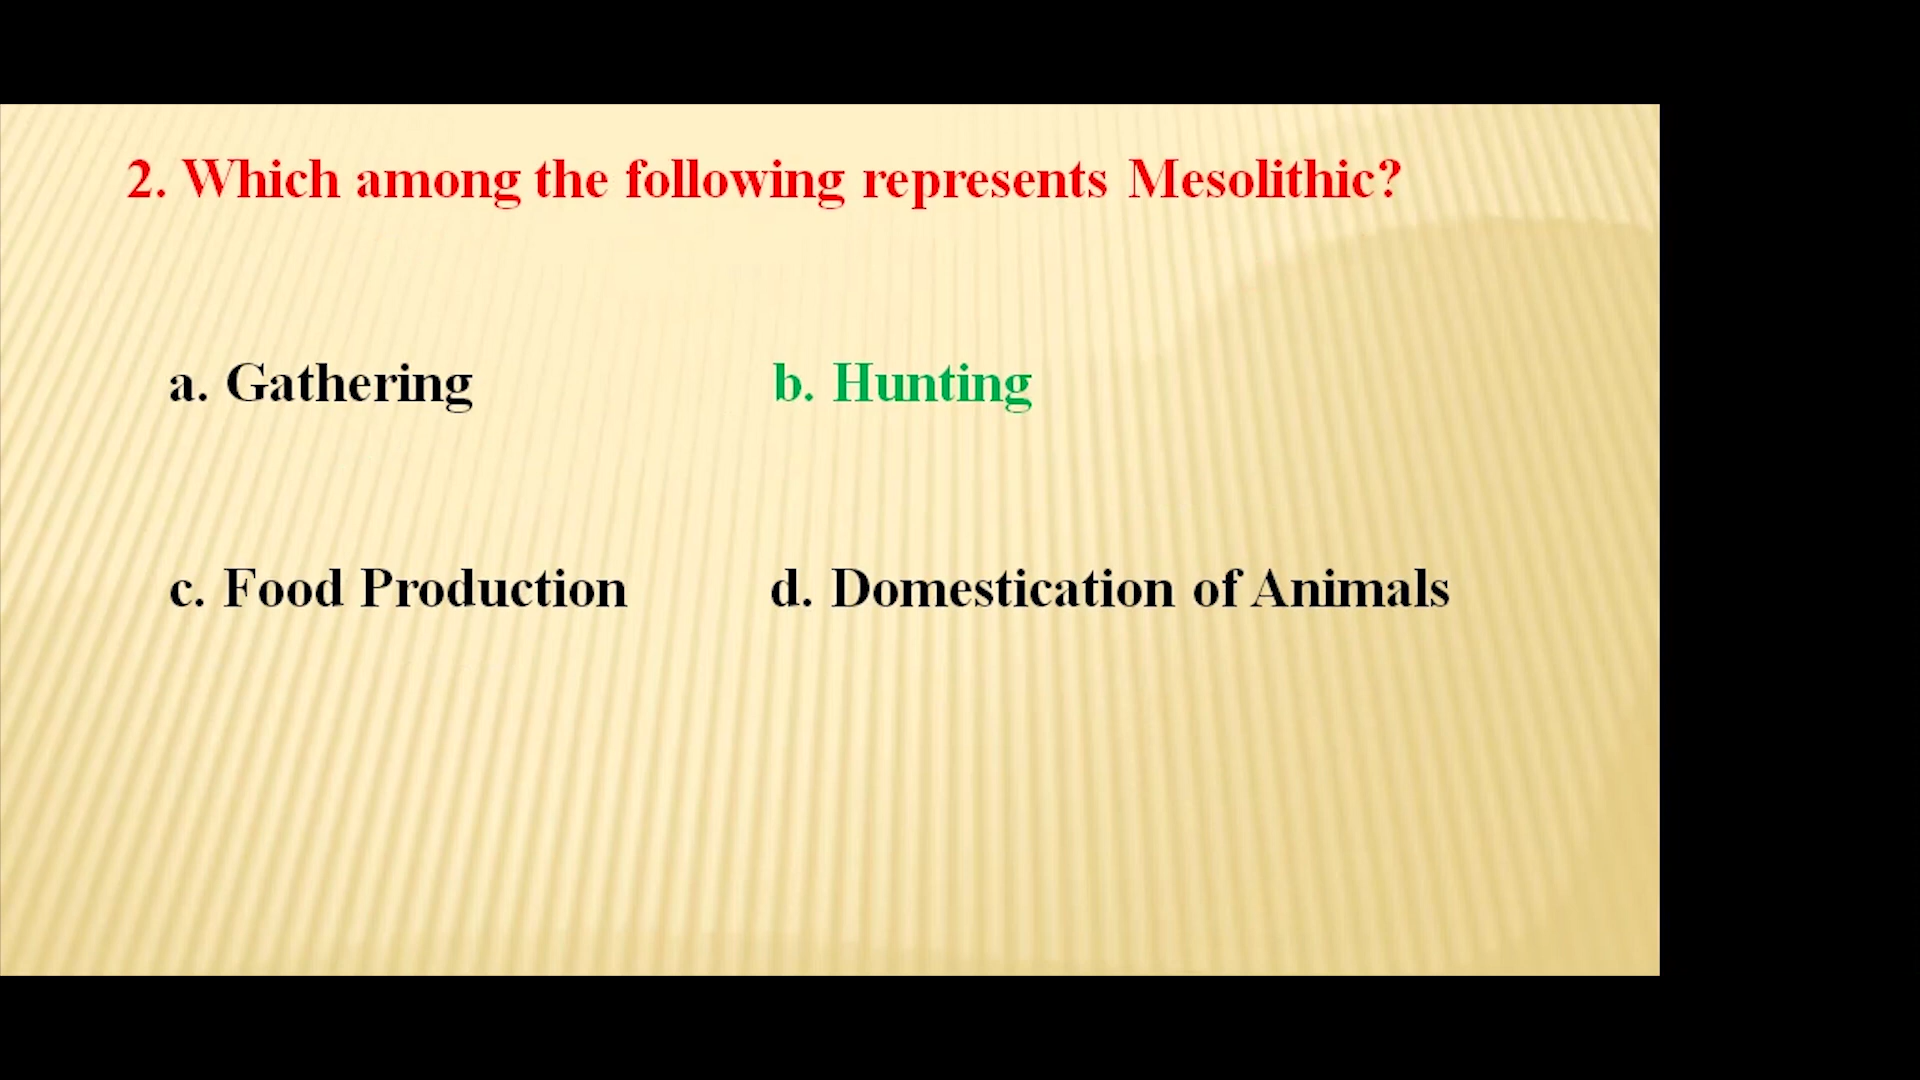 2. Which among the following represents Mesolithic?
a. Gathering
b. Hunting
c. Food Production
d. Domestication of Animals